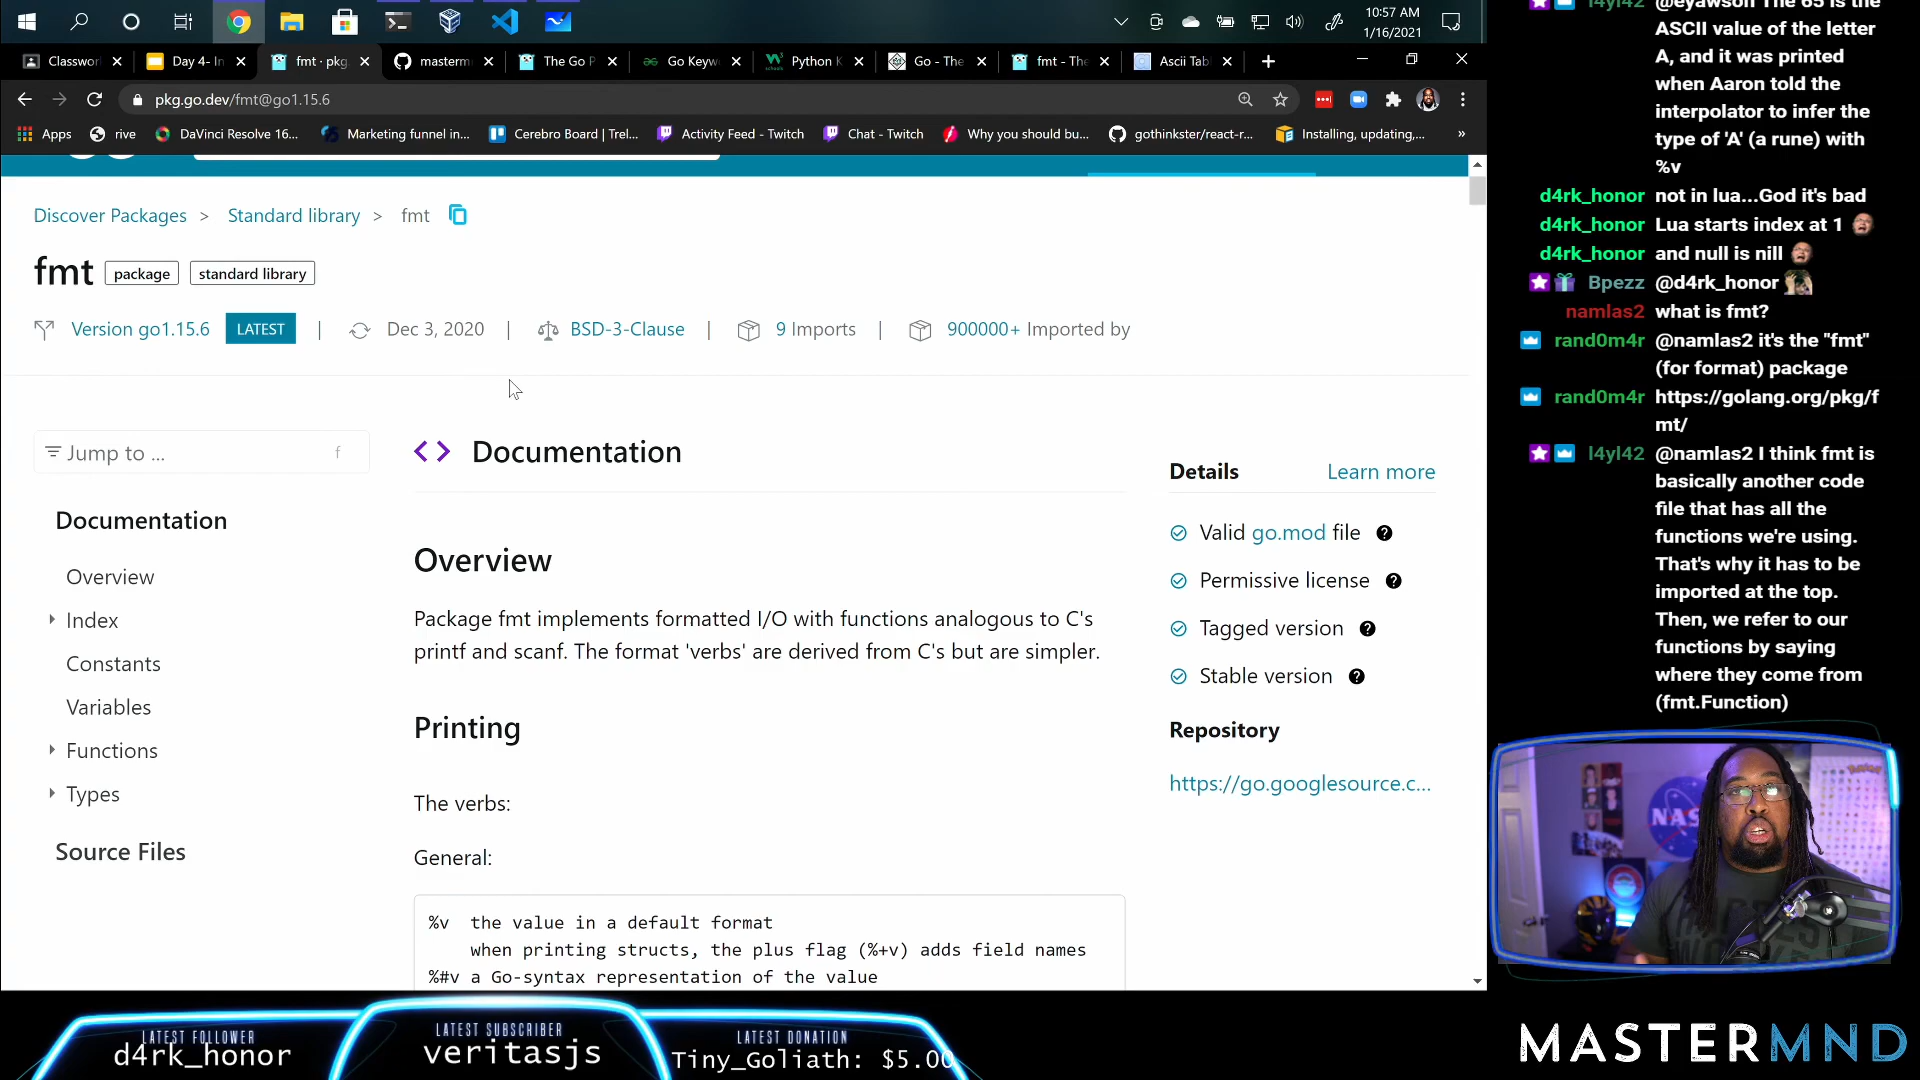 10:57 AM
1/16/2021
Classwor
Day 4- In
fmt · pkg
masterm
The Go P
Go Keyw
Python K
Go - The
fmt - The
Ascii Tab
pkg.go.dev/fmt@go1.15.6
Apps
rive
DaVinci Resolve 16...
Marketing funnel in...
Cerebro Board | Trel...
Activity Feed - Twitch
Chat - Twitch
Why you should bu...
gothinkster/react-r...
Installing, updating,...
»
Discover Packages > Standard library > fmt
fmt package standard library
Version go1.15.6 LATEST | Dec 3, 2020 | BSD-3-Clause | 9 Imports | 900000+ Imported by
Jump to ... f
Documentation
Overview
Index
Constants
Variables
Functions
Types
Source Files
Documentation
Overview
Package fmt implements formatted I/O with functions analogous to C's
printf and scanf. The format 'verbs' are derived from C's but are simpler.
Printing
The verbs:
General:
%v the value in a default format
when printing structs, the plus flag (%+v) adds field names
%#v a Go-syntax representation of the value
Details Learn more
Valid go.mod file
Permissive license
Tagged version
Stable version
Repository
https://go.googlesource.c...
l4yl42 @eyawson The 65 is the
ASCII value of the letter
A, and it was printed
when Aaron told the
interpolator to infer the
type of 'A' (a rune) with
%v
d4rk_honor not in lua...God it's bad
d4rk_honor Lua starts index at 1
d4rk_honor and null is nill
Bpezz @d4rk_honor
namlas2 what is fmt?
rand0m4r @namlas2 it's the "fmt"
(for format) package
rand0m4r https://golang.org/pkg/f
mt/
l4yl42 @namlas2 I think fmt is
basically another code
file that has all the
functions we're using.
That's why it has to be
imported at the top.
Then, we refer to our
functions by saying
where they come from
(fmt.Function)
NAS
LATEST FOLLOWER
d4rk_honor
LATEST SUBSCRIBER
veritasjs
LATEST DONATION
Tiny_Goliath: $5.00
MASTERMND